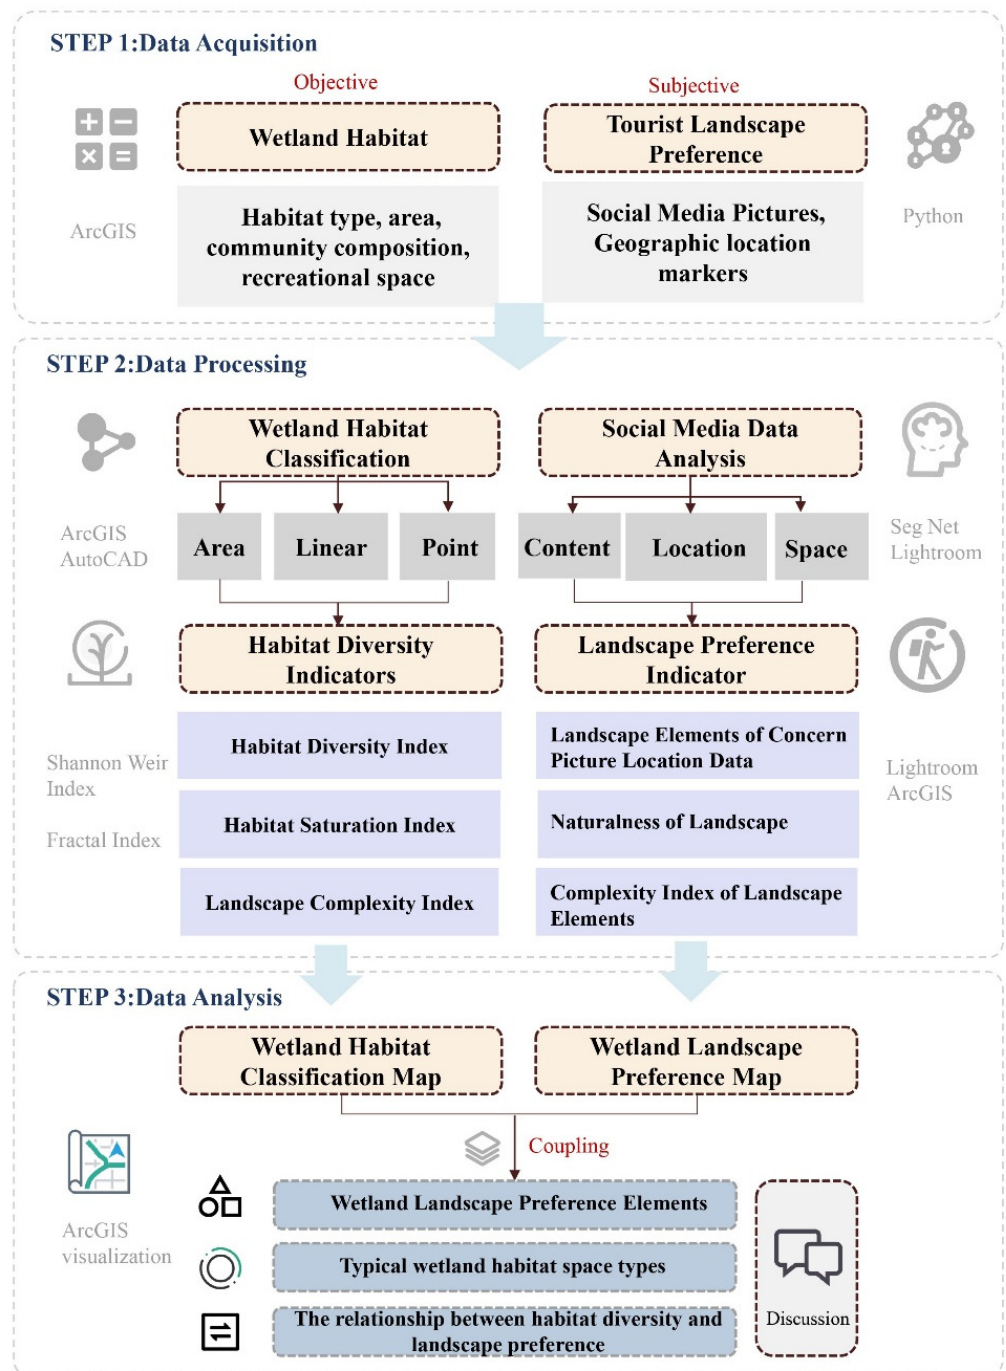 STEP 1:Data Acquisition
Objective
Subjective
Wetland Habitat
Tourist Landscape
Preference
ArcGIS
Habitat type, area,
community composition,
recreational space
Social Media Pictures,
Geographic location
markers
Python
STEP 2:Data Processing
Wetland Habitat
Classification
Social Media Data
Analysis
ArcGIS
AutoCAD
Area
Linear
Point
Content
Location
Space
Seg Net
Lightroom
Habitat Diversity
Indicators
Landscape Preference
Indicator
Shannon Weir
Index
Fractal Index
Habitat Diversity Index
Habitat Saturation Index
Landscape Complexity Index
Landscape Elements of Concern
Picture Location Data
Naturalness of Landscape
Complexity Index of Landscape
Elements
Lightroom
ArcGIS
STEP 3:Data Analysis
Wetland Habitat
Classification Map
Wetland Landscape
Preference Map
Coupling
ArcGIS
visualization
Wetland Landscape Preference Elements
Typical wetland habitat space types
The relationship between habitat diversity and
landscape preference
Discussion